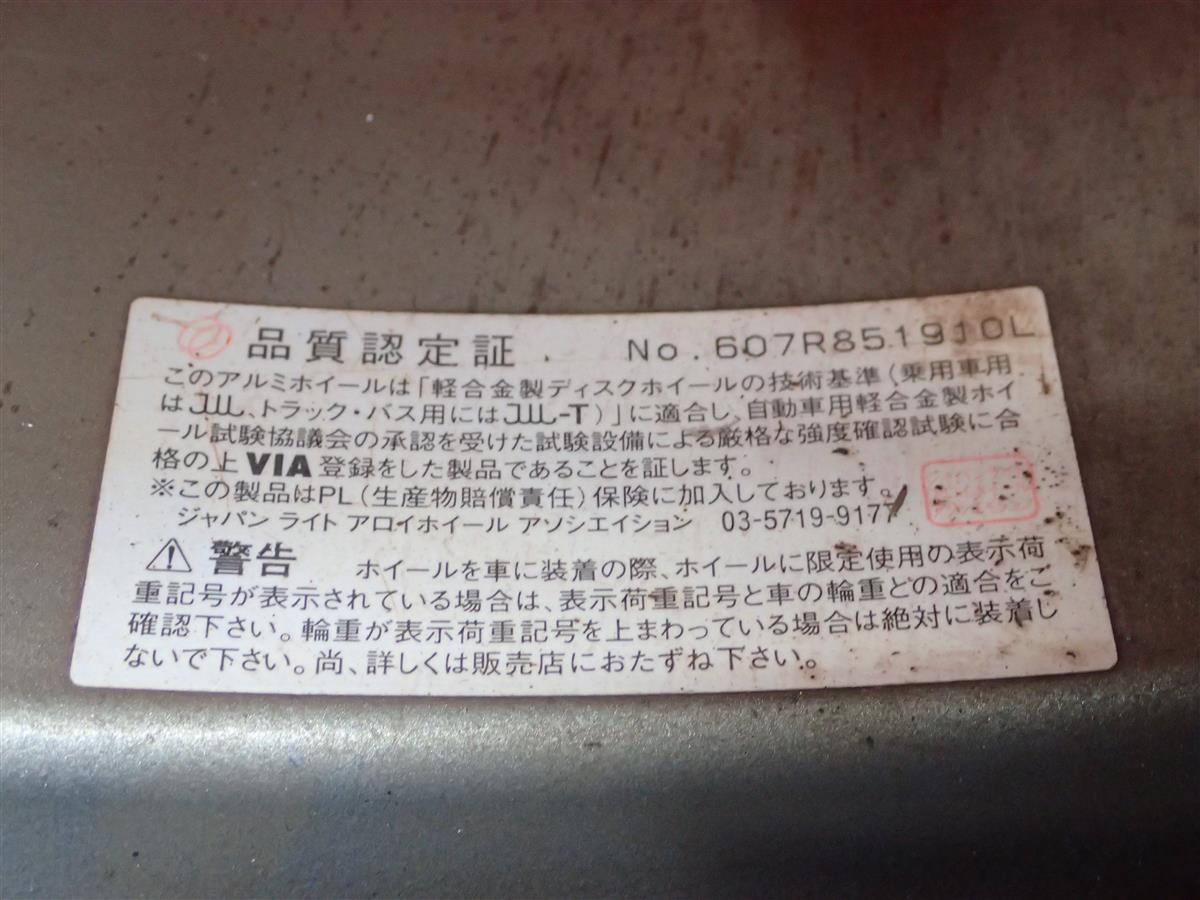 品質認定証 No.607R851910L
このアルミホイールは「軽合金製ディスクホイールの技術基準(乗用車用
はJWL、トラック・バス用にはJWL-T)」に適合し、自動車用軽合金製ホイ
ール試験協議会の承認を受けた試験設備による厳格な強度確認試験に合
格の上VIA登録をした製品であることを証します。
※この製品はPL(生産物賠償責任)保険に加入しております。
ジャパン ライト アロイホイール アソシエイション 03-5719-9177
警告 ホイールを車に装着の際、ホイールに限定使用の表示荷
重記号が表示されている場合は、表示荷重記号と車の輪重との適合をご
確認下さい。輪重が表示荷重記号を上まわっている場合は絶対に装着し
ないで下さい。尚、詳しくは販売店におたずね下さい。